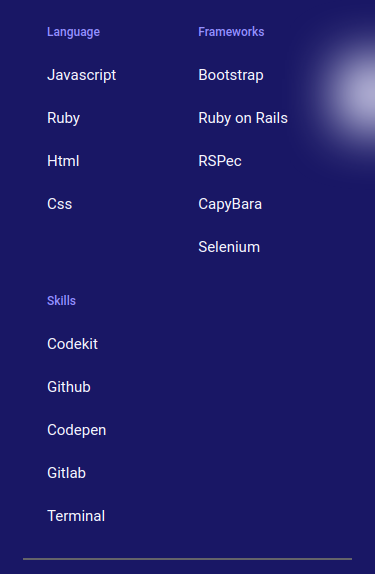 Language
Javascript
Ruby
Html
Css
Frameworks
Bootstrap
Ruby on Rails
RSPec
CapyBara
Selenium
Skills
Codekit
Github
Codepen
Gitlab
Terminal